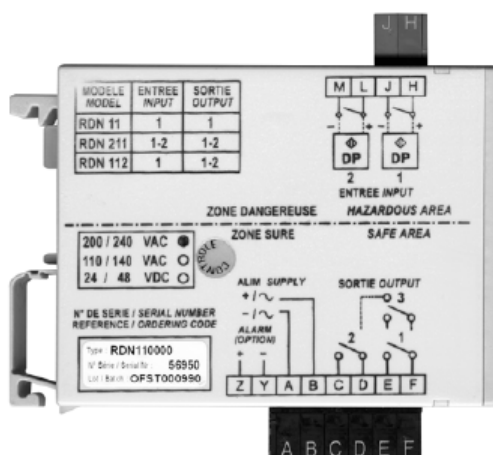 J H
MODELE ENTREE SORTIE
MODEL INPUT OUTPUT
RDN 11 1 1
RDN 211 1-2 1-2
RDN 112 1 1-2
M L J H
- + - +
DP DP
2 1
ENTREE INPUT
ZONE DANGEREUSE HAZARDOUS AREA
ZONE SURE SAFE AREA
200 / 240 VAC
110 / 140 VAC
24 / 48 VDC
CONTROLE
ALIM SUPPLY
+ / ~
- / ~
ALARM
(OPTION)
+ -
SORTIE OUTPUT
3
2 1
N° DE SERIE / SERIAL NUMBER
REFERENCE / ORDERING CODE
Type : RDN110000
N° Série / Serial Nr : 56950
Lot / Batch : OFST000990
Z Y A B C D E F
A B C D E F